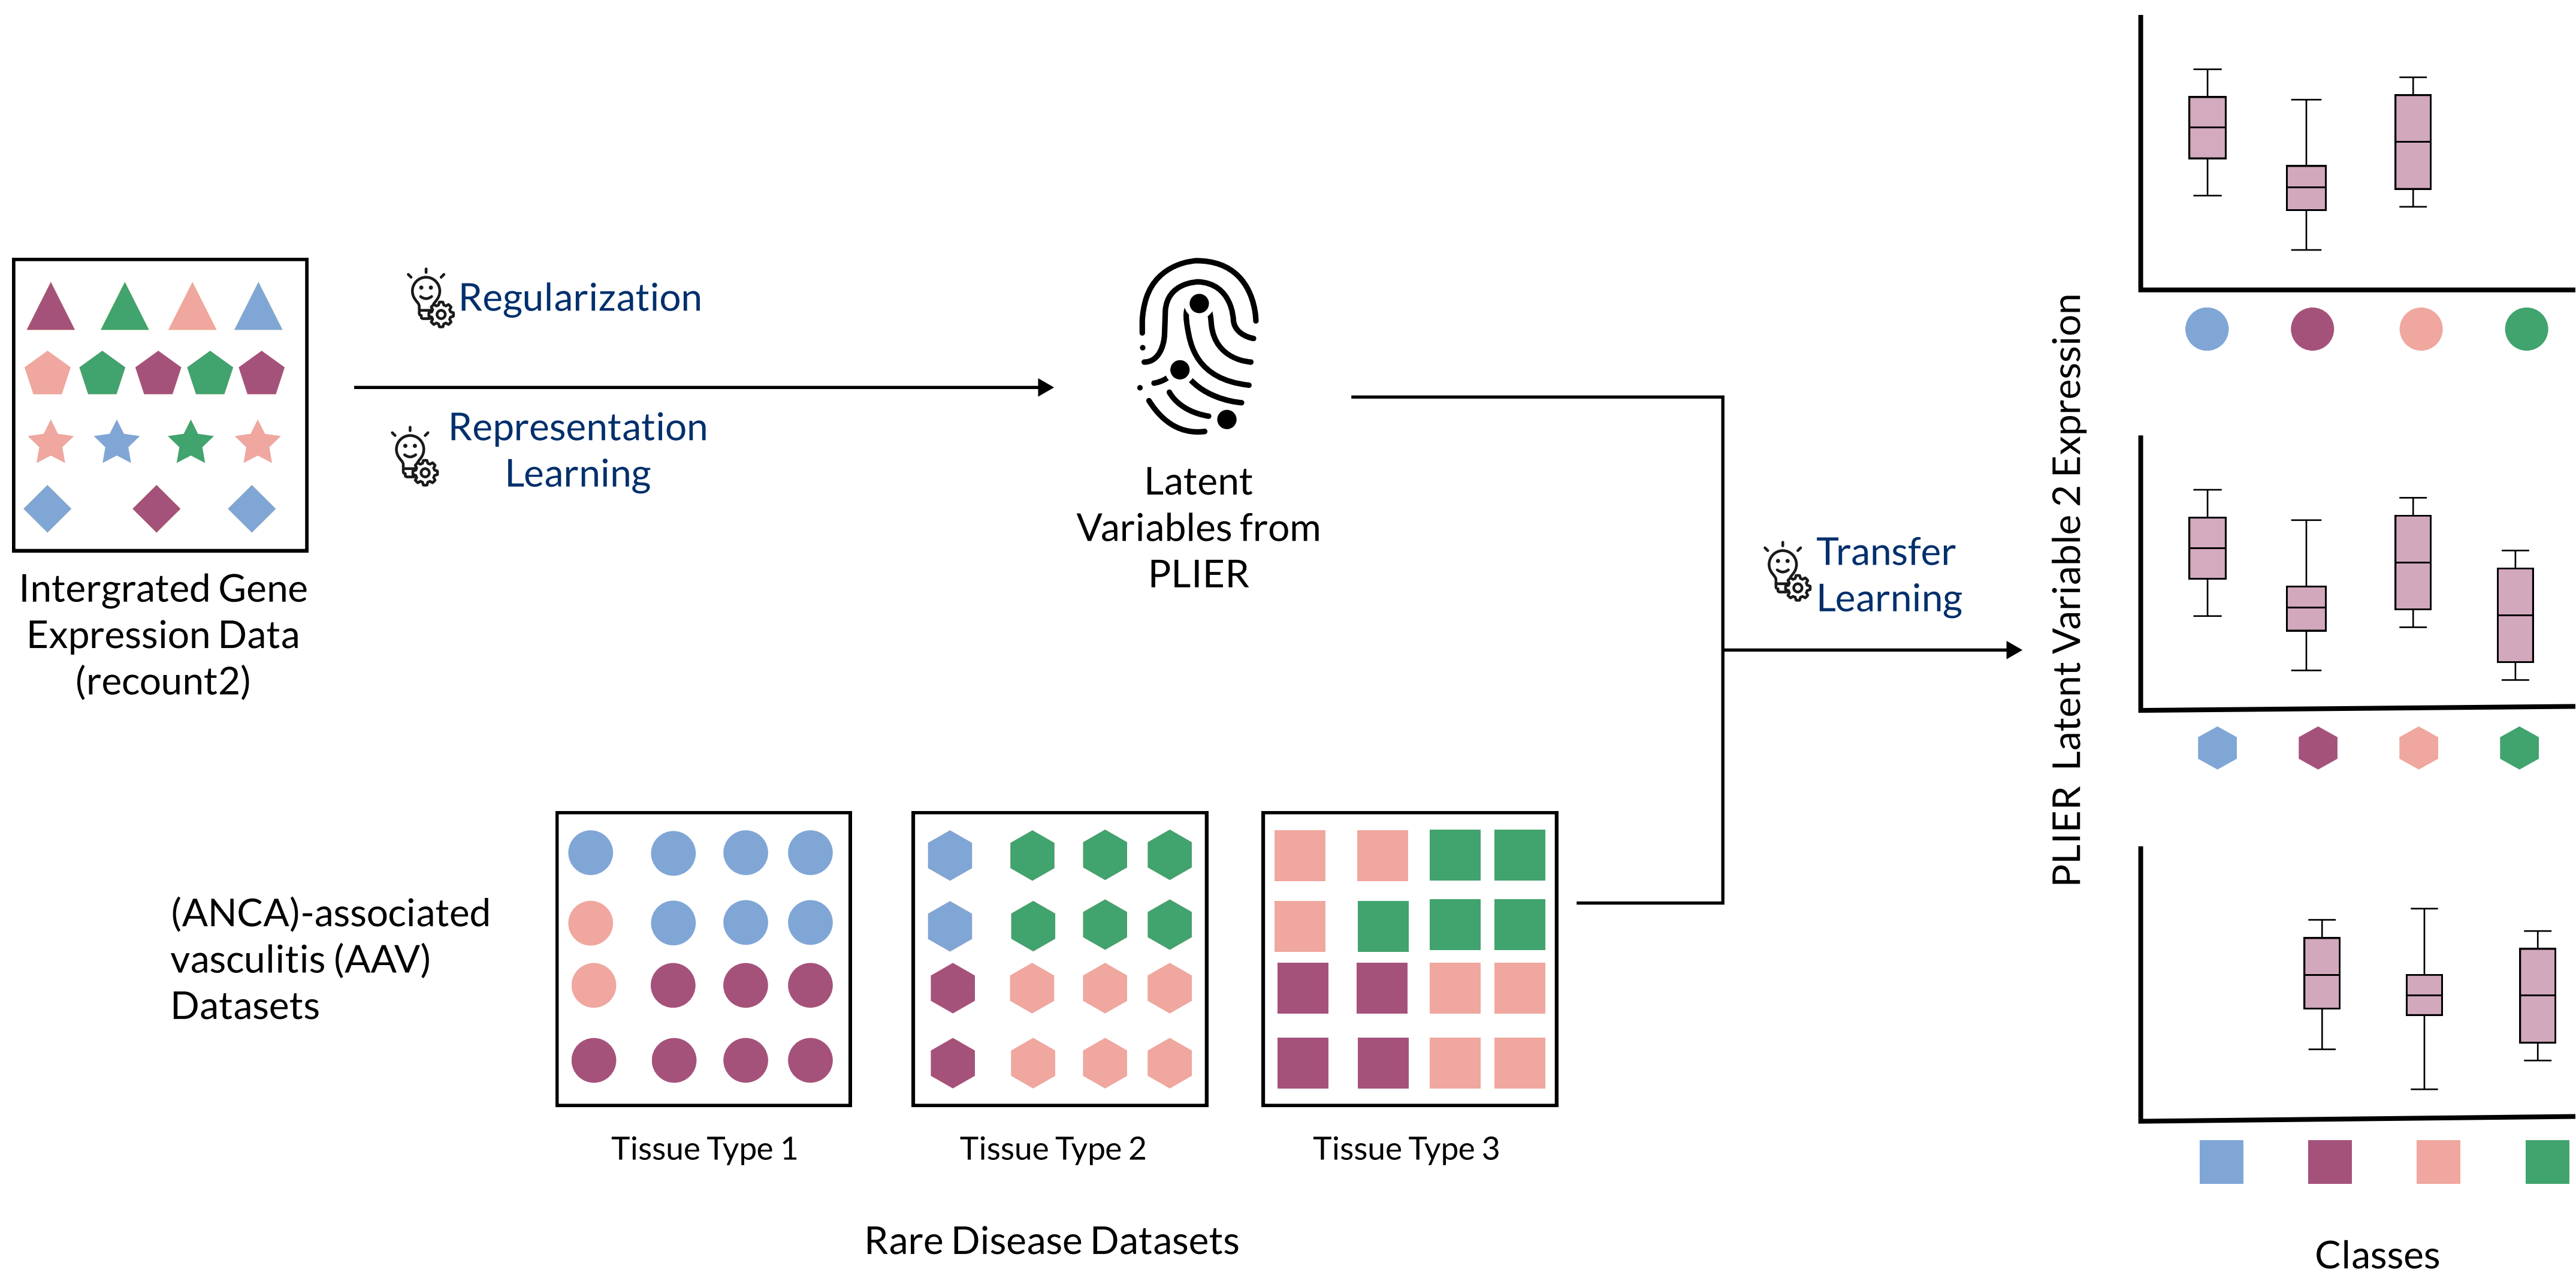 Regularization
Representation
Learning
Intergrated Gene
Expression Data
(recount2)
Latent
Variables from
PLIER
Transfer
Learning
PLIER Latent Variable 2 Expression
(ANCA)-associated
vasculitis (AAV)
Datasets
Tissue Type 1
Tissue Type 2
Tissue Type 3
Rare Disease Datasets
Classes